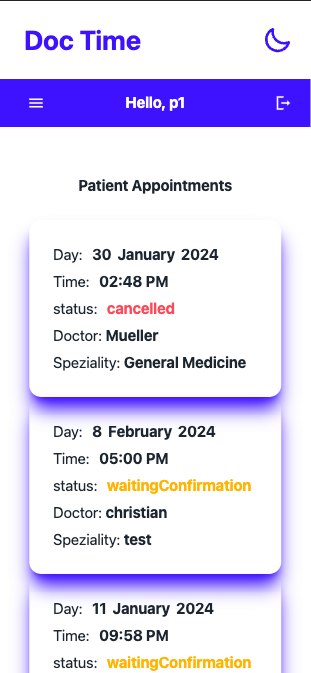 Doc Time
Hello, p1
Patient Appointments
Day: 30 January 2024
Time: 02:48 PM
status: cancelled
Doctor: Mueller
Speziality: General Medicine
Day: 8 February 2024
Time: 05:00 PM
status: waitingConfirmation
Doctor: christian
Speziality: test
Day: 11 January 2024
Time: 09:58 PM
status: waitingConfirmation